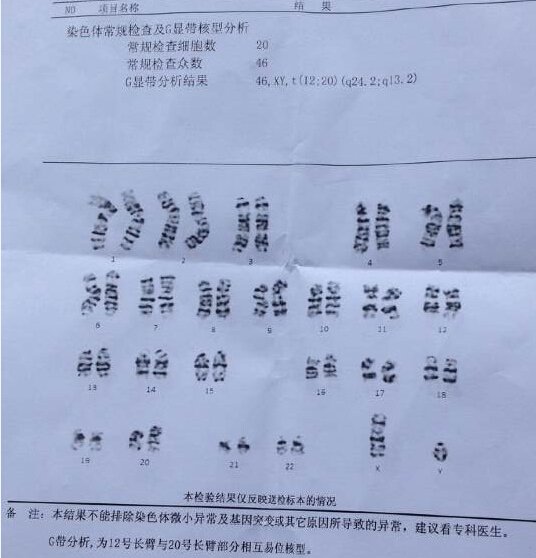 NO 项目名称 结 果
染色体常规检查及G显带核型分析
常规检查细胞数 20
常规检查众数 46
G显带分析结果 46,XY,t(12;20)(q24.2;q13.2)
1 2 3 4 5
6 7 8 9 10 11 12
13 14 15 16 17 18
19 20 21 22 X Y
本检验结果仅反映送检标本的情况
备 注: 本结果不能排除染色体微小异常及基因突变或其它原因所导致的异常，建议看专科医生。
G带分析,为12号长臂与20号长臂部分相互易位核型。